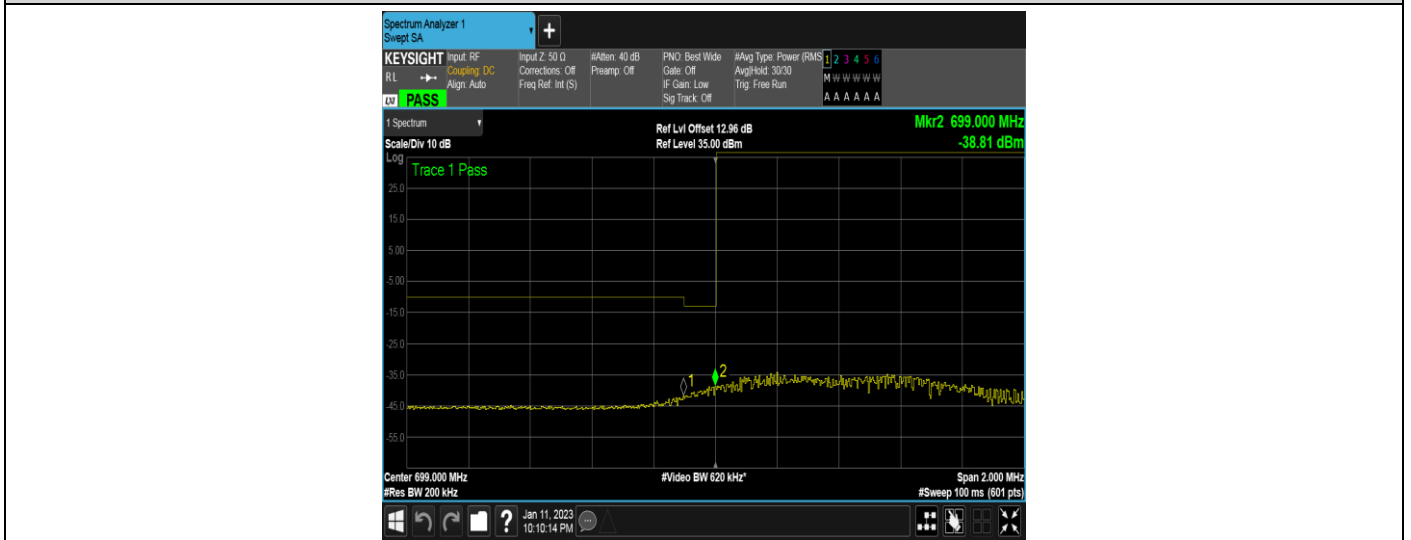 Spectrum Analyzer 1
Swept SA
+
KEYSIGHT
RL
PASS
Input: RF
Coupling: DC
Align: Auto
Input Z: 50 Ω
Corrections: Off
Freq Ref: Int (S)
#Atten: 40 dB
Preamp: Off
PNO: Best Wide
Gate: Off
IF Gain: Low
Sig Track: Off
#Avg Type: Power (RMS
Avg|Hold: 30/30
Trig: Free Run
1 2 3 4 5 6
M W W W W W
A A A A A A
1 Spectrum
Scale/Div 10 dB
Ref Lvl Offset 12.96 dB
Ref Level 35.00 dBm
Mkr2 699.000 MHz
-38.81 dBm
Log
Trace 1 Pass
25.0
15.0
5.00
-5.00
-15.0
-25.0
-35.0
-45.0
-55.0
1
2
Center 699.000 MHz
#Res BW 200 kHz
#Video BW 620 kHz*
Span 2.000 MHz
#Sweep 100 ms (601 pts)
?
Jan 11, 2023
10:10:14 PM